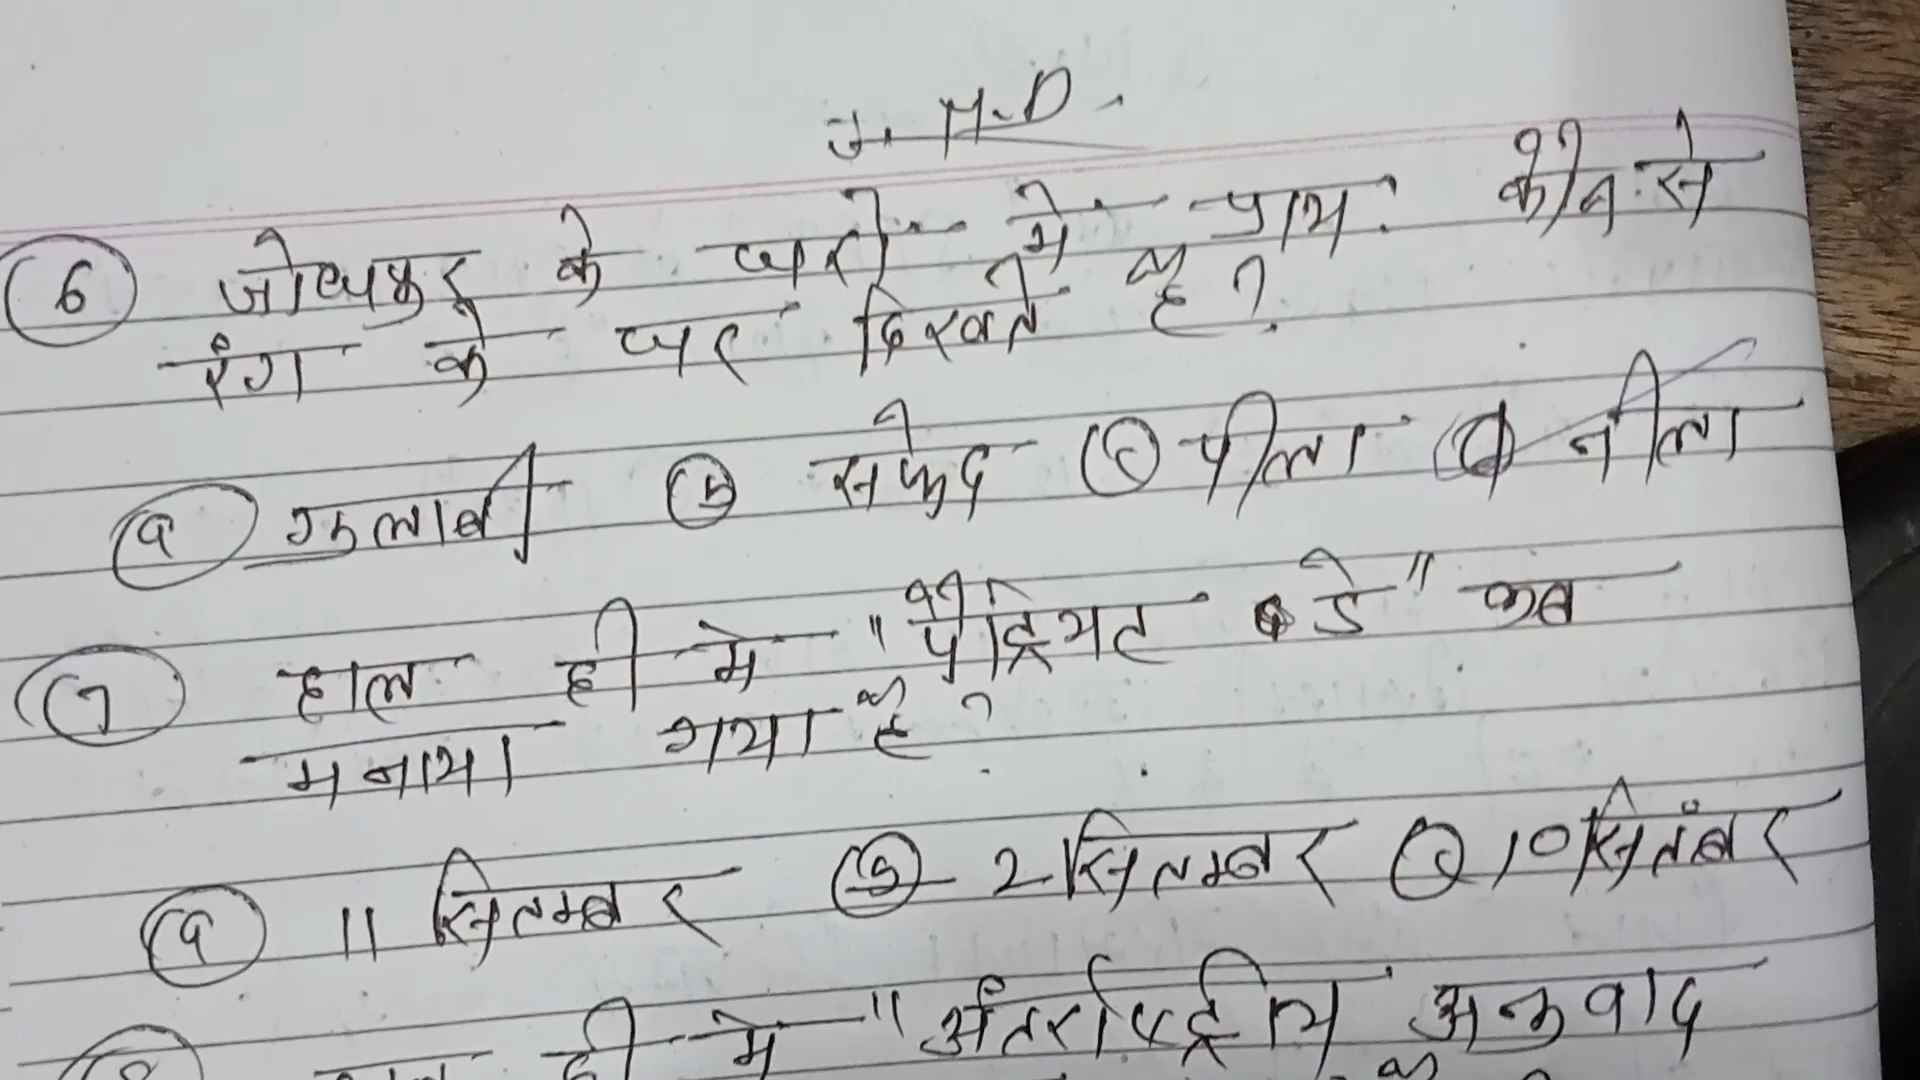 J. M. D.
6 जोधपुर के घरो में प्रायः कौन से
रंग के घर दिखते है?
a गुलाबी b सफेद c पीला d नीला
7 हाल ही मे "पैट्रियट डे" कब
मनाया गया है?
a 11 सितम्बर b 2 सितम्बर c 10 सितंबर
8 हाल ही मे "अंतर्राष्ट्रीय अनुवाद